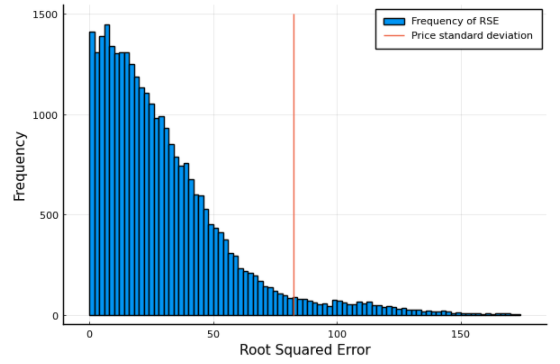 1500
1000
500
0
Frequency
Frequency of RSE
Price standard deviation
0 50 100 150
Root Squared Error